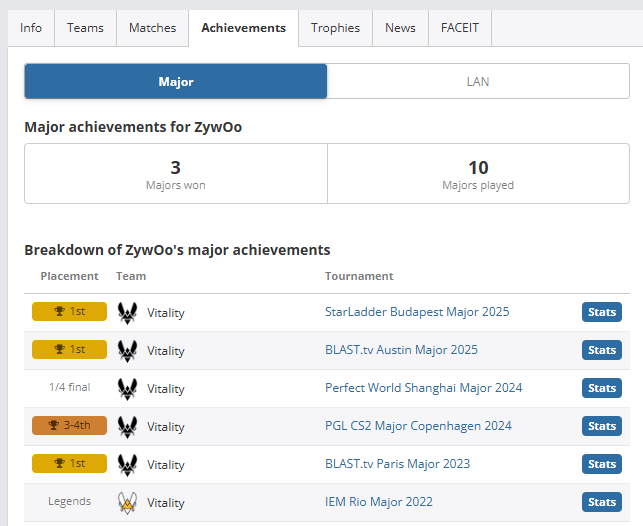 Info Teams Matches Achievements Trophies News FACEIT
Major LAN
Major achievements for ZywOo
3 10
Majors won Majors played
Breakdown of ZywOo's major achievements
Placement Team Tournament
1st Vitality StarLadder Budapest Major 2025 Stats
1st Vitality BLAST.tv Austin Major 2025 Stats
1/4 final Vitality Perfect World Shanghai Major 2024 Stats
3-4th Vitality PGL CS2 Major Copenhagen 2024 Stats
1st Vitality BLAST.tv Paris Major 2023 Stats
Legends Vitality IEM Rio Major 2022 Stats